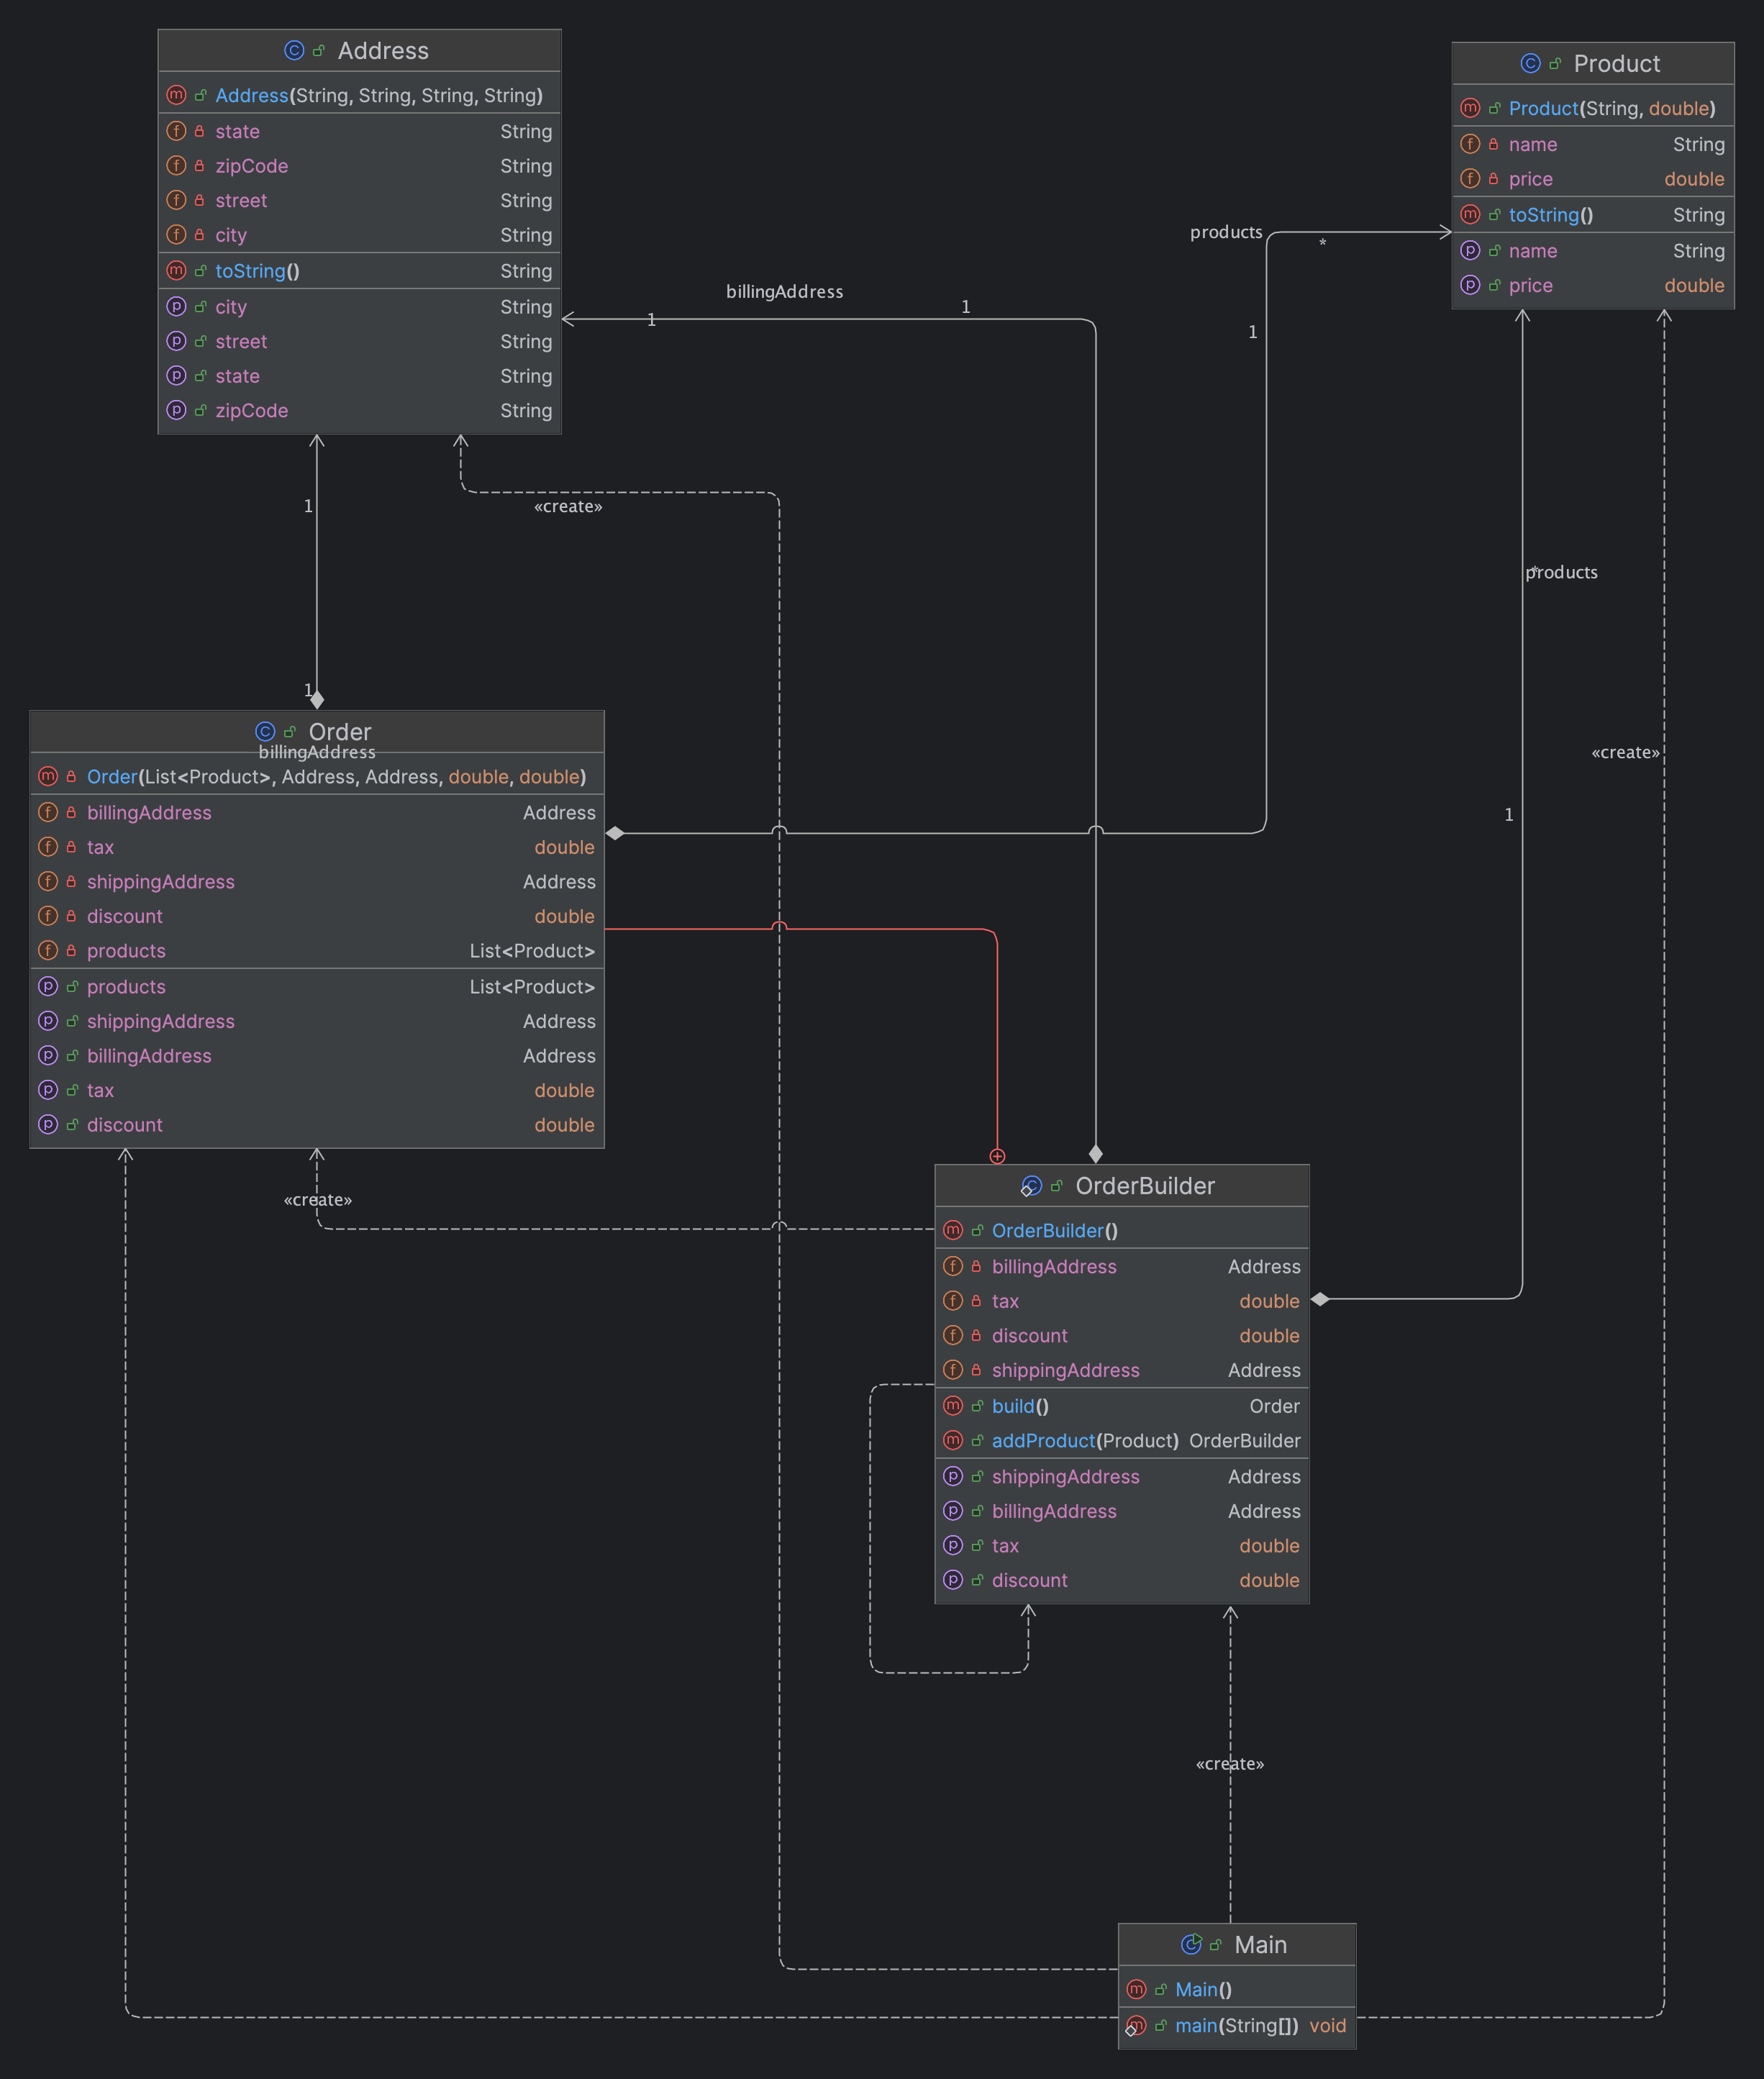 Address
Address(String, String, String, String)
state String
zipCode String
street String
city String
toString() String
city String
street String
state String
zipCode String
Product
Product(String, double)
name String
price double
toString() String
name String
price double
products
*
1
billingAddress
1
1
«create»
1
1
products
*
1
«create»
Order
billingAddress
Order(List<Product>, Address, Address, double, double)
billingAddress Address
tax double
shippingAddress Address
discount double
products List<Product>
products List<Product>
shippingAddress Address
billingAddress Address
tax double
discount double
«create»
OrderBuilder
OrderBuilder()
billingAddress Address
tax double
discount double
shippingAddress Address
build() Order
addProduct(Product) OrderBuilder
shippingAddress Address
billingAddress Address
tax double
discount double
«create»
Main
Main()
main(String[]) void